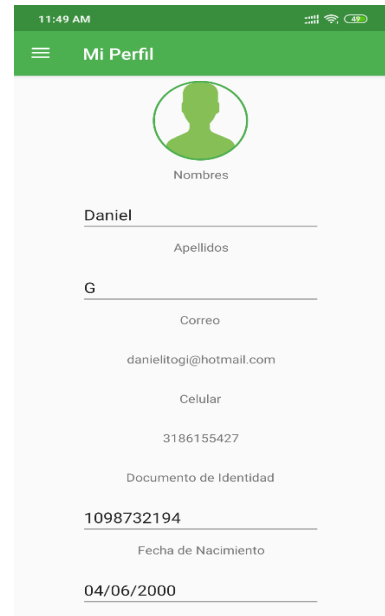 11:49 AM
49
Mi Perfil
Nombres
Daniel
Apellidos
G
Correo
danielitogi@hotmail.com
Celular
3186155427
Documento de Identidad
1098732194
Fecha de Nacimiento
04/06/2000